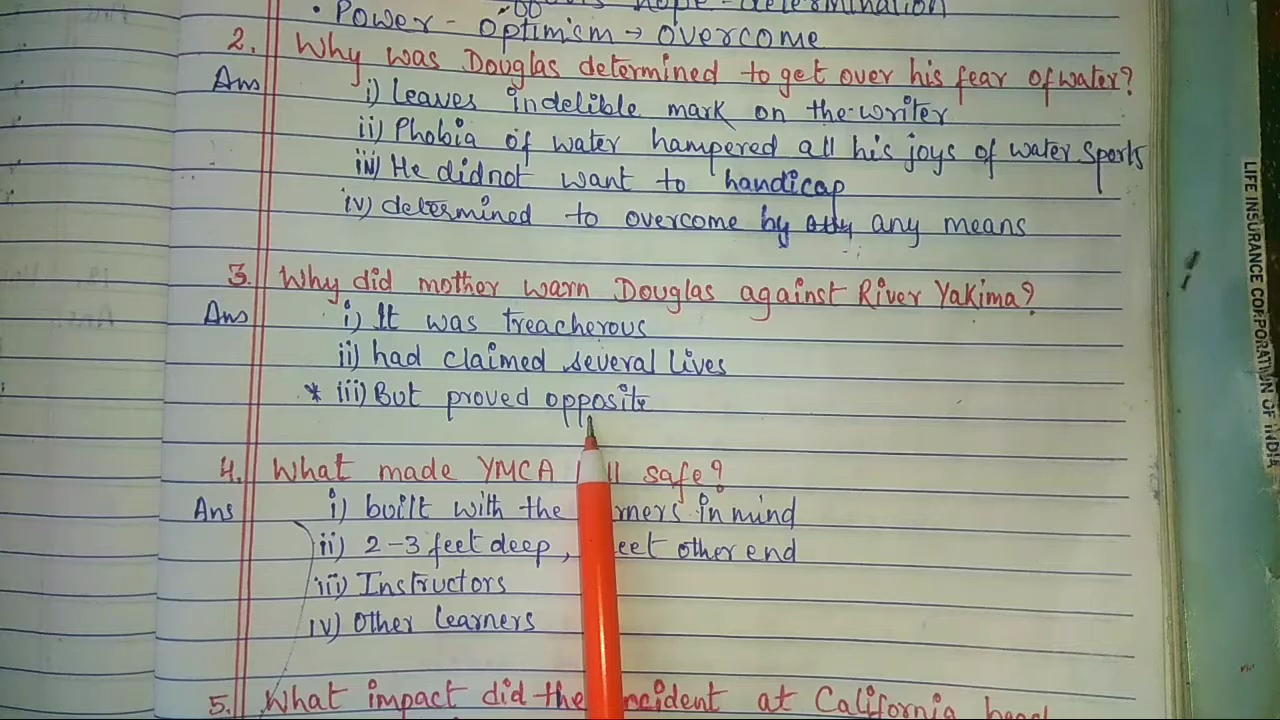 hope - determination
• Power - optimism → overcome
2. Why was Douglas determined to get over his fear of water?
Ans i) Leaves indelible mark on the writer
ii) Phobia of water hampered all his joys of water sports
iii) He didnot want to handicap
iv) determined to overcome by any means
3. Why did mother warn Douglas against River Yakima?
Ans i) It was treacherous
ii) had claimed several lives
* iii) But proved opposite
4. What made YMCA safe?
Ans i) built with the in mind
ii) 2-3 feet deep, other end
iii) Instructors
iv) Other learners
5. What impact did the incident at California
LIFE INSURANCE CORPORATION OF INDIA